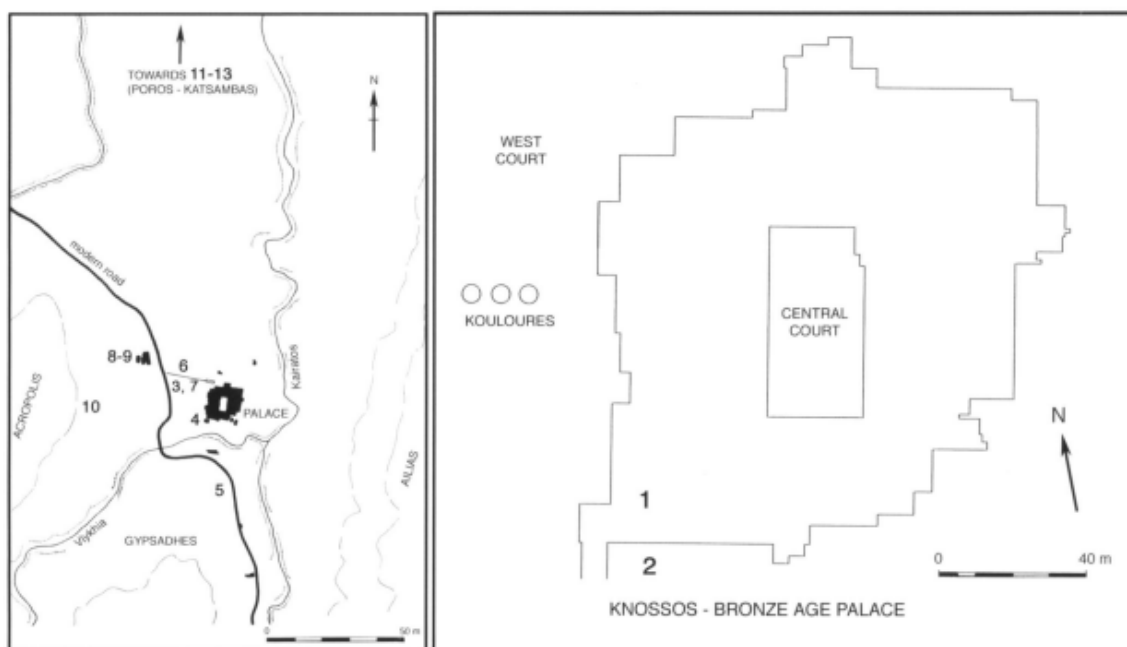 TOWARDS 11-13
(POROS - KATSAMBAS)
N
modern road
Kairatos
8-9
6
3, 7
10
PALACE
4
ACROPOLIS
AILIAS
5
Vlykhia
GYPSADHES
0 50 m
WEST
COURT
KOULOURES
CENTRAL
COURT
N
1
2
0 40 m
KNOSSOS - BRONZE AGE PALACE